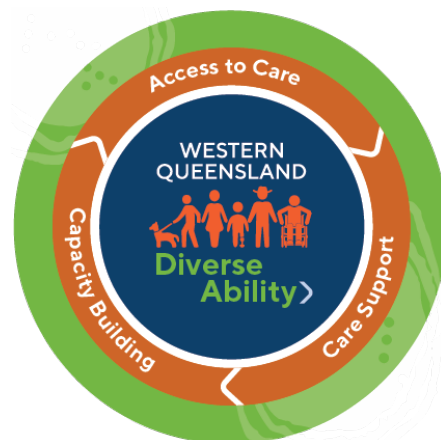 Access to Care
WESTERN
QUEENSLAND
Diverse
Ability
Care Support
Capacity Building